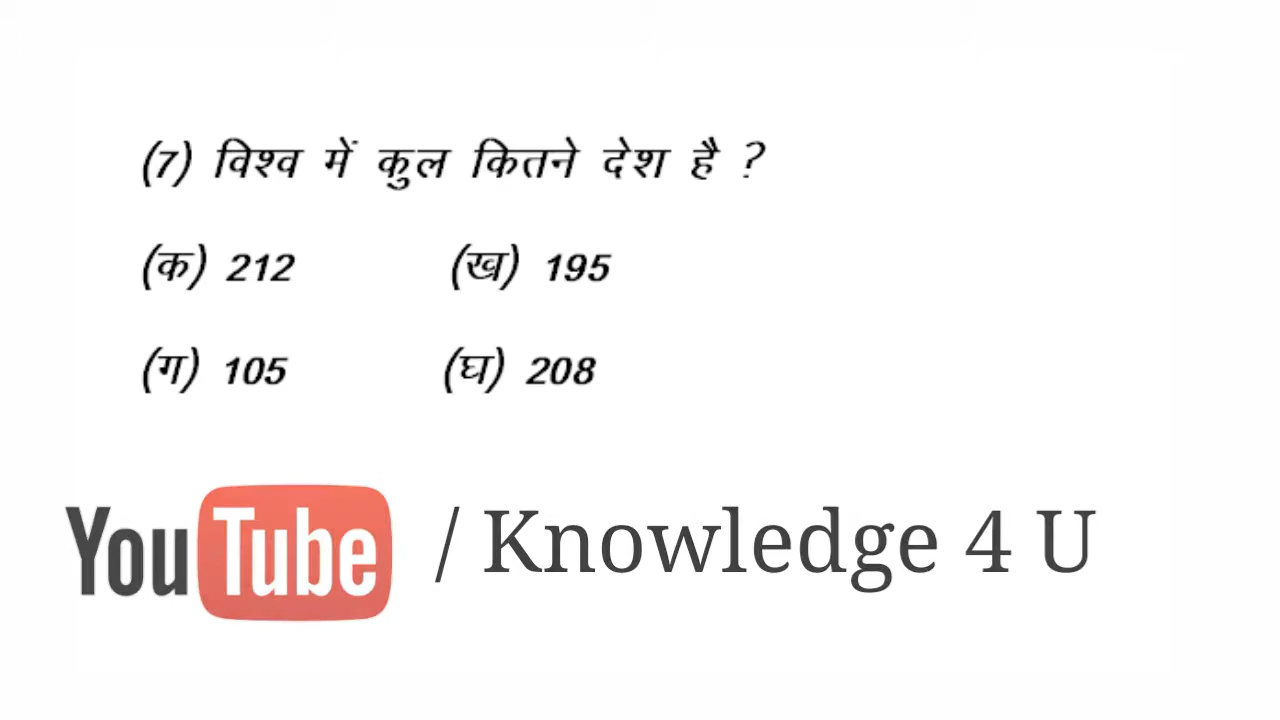 (7) विश्व में कुल कितने देश है ?
(क) 212 (ख) 195
(ग) 105 (घ) 208
YouTube / Knowledge 4 U